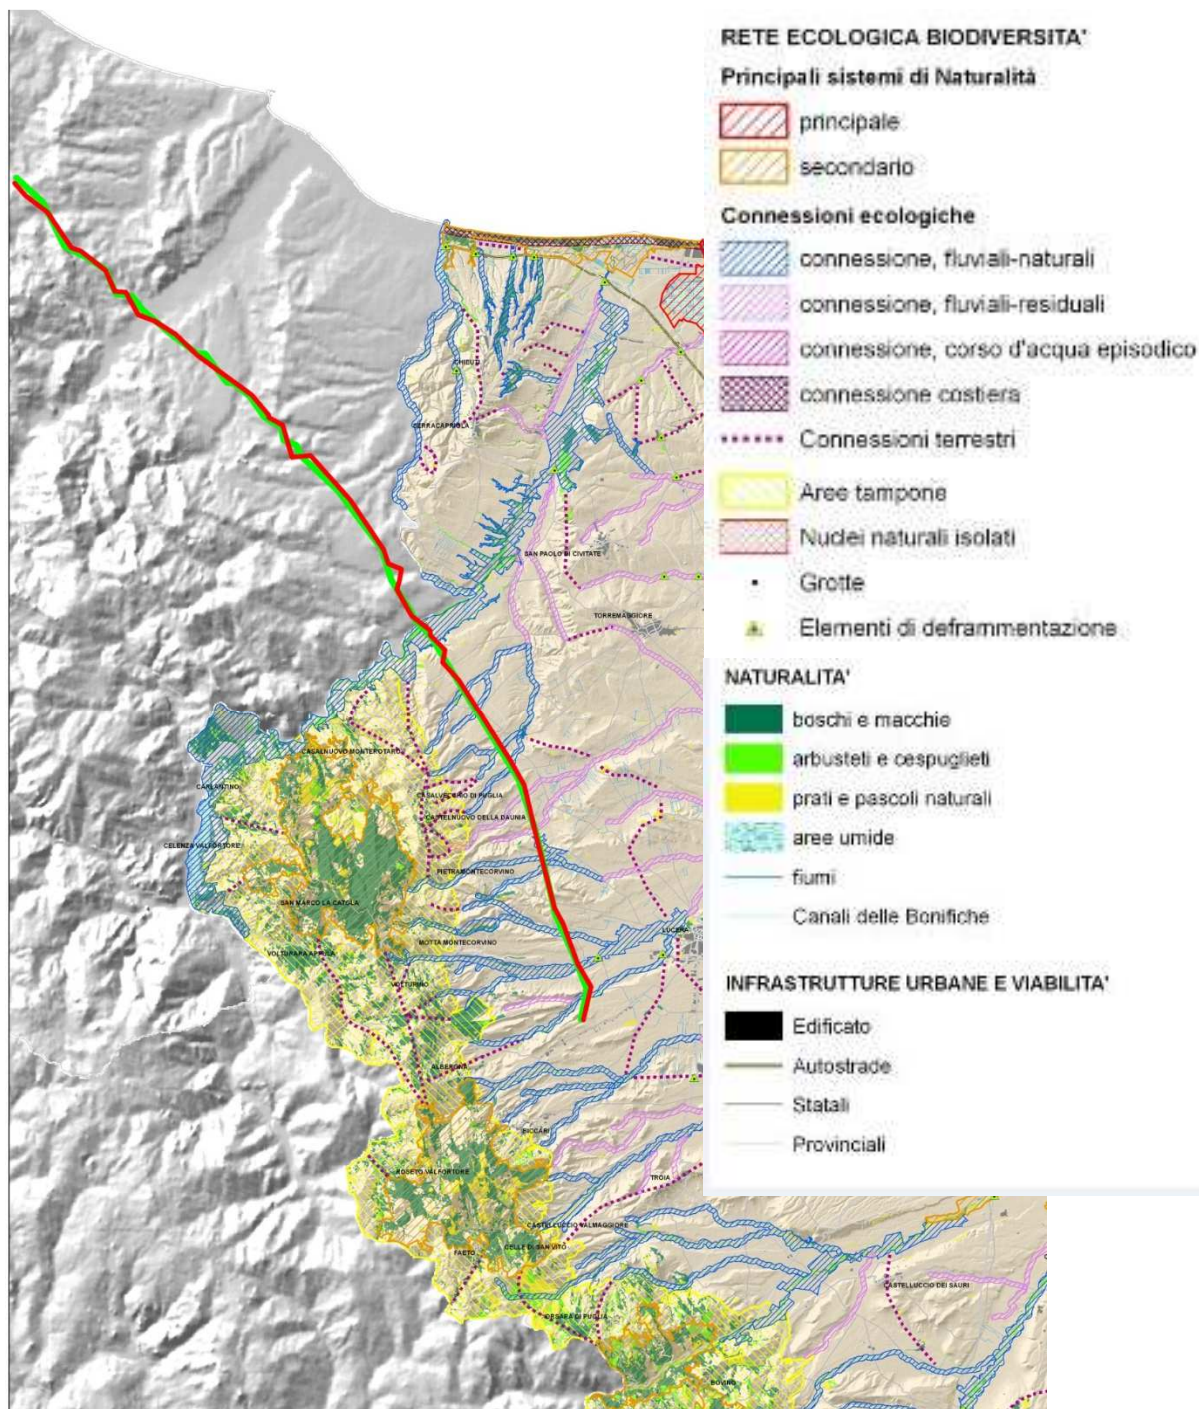 RETE ECOLOGICA BIODIVERSITA'
Principali sistemi di Naturalità
principale
secondario
Connessioni ecologiche
connessione, fluviali-naturali
connessione, fluviali-residuali
connessione, corso d'acqua episodico
connessione costiera
Connessioni terrestri
Aree tampone
Nuclei naturali isolati
Grotte
Elementi di deframmentazione
NATURALITA'
boschi e macchie
arbusteti e cespuglieti
prati e pascoli naturali
aree umide
fiumi
Canali delle Bonifiche
INFRASTRUTTURE URBANE E VIABILITA'
Edificato
Autostrade
Statali
Provinciali
CHIEUTI
SERRACAPRIOLA
SAN PAOLO DI CIVITATE
TORREMAGGIORE
CASALNUOVO MONTEROTARO
CARLANTINO
CASALVECCHIO DI PUGLIA
CASTELNUOVO DELLA DAUNIA
CELENZA VALFORTORE
PIETRAMONTECORVINO
SAN MARCO LA CATOLA
LUCERA
MOTTA MONTECORVINO
VOLTURARA APPULA
VOLTURINO
ALBERONA
BICCARI
ROSETO VALFORTORE
TROIA
CASTELLUCCIO VALMAGGIORE
CELLE DI SAN VITO
FAETO
CASTELLUCCIO DEI SAURI
ORSARA DI PUGLIA
BOVINO